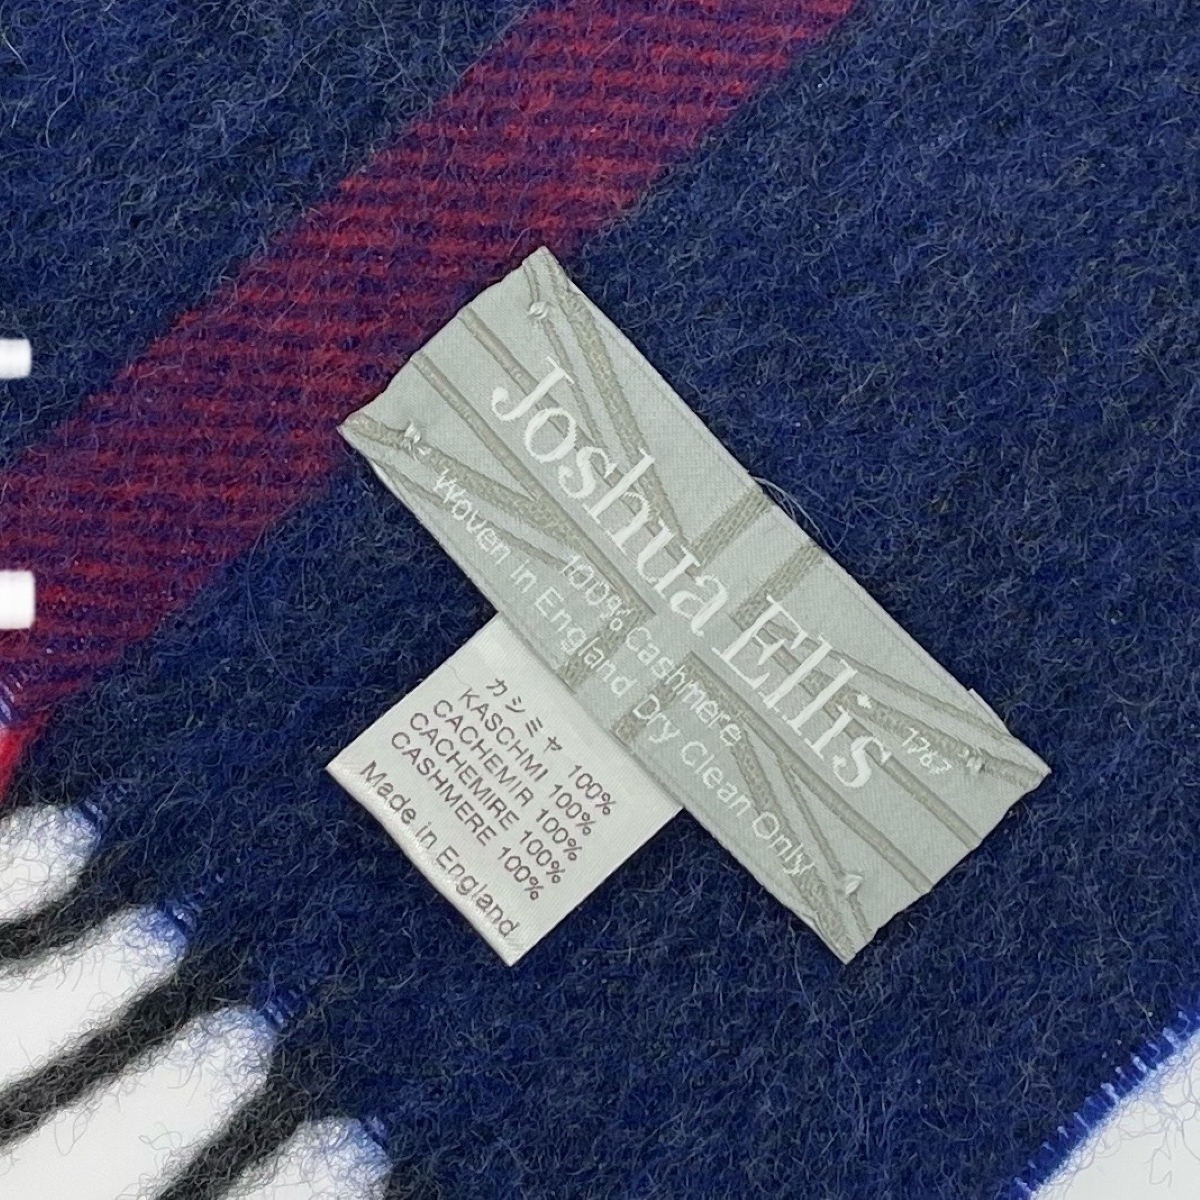 Joshua Ellis
1767
100% Cashmere
Woven in England Dry Clean Only
カシミヤ 100%
KASCHMI 100%
CACHEMIR 100%
CACHEMIRE 100%
CASHMERE 100%
Made in England